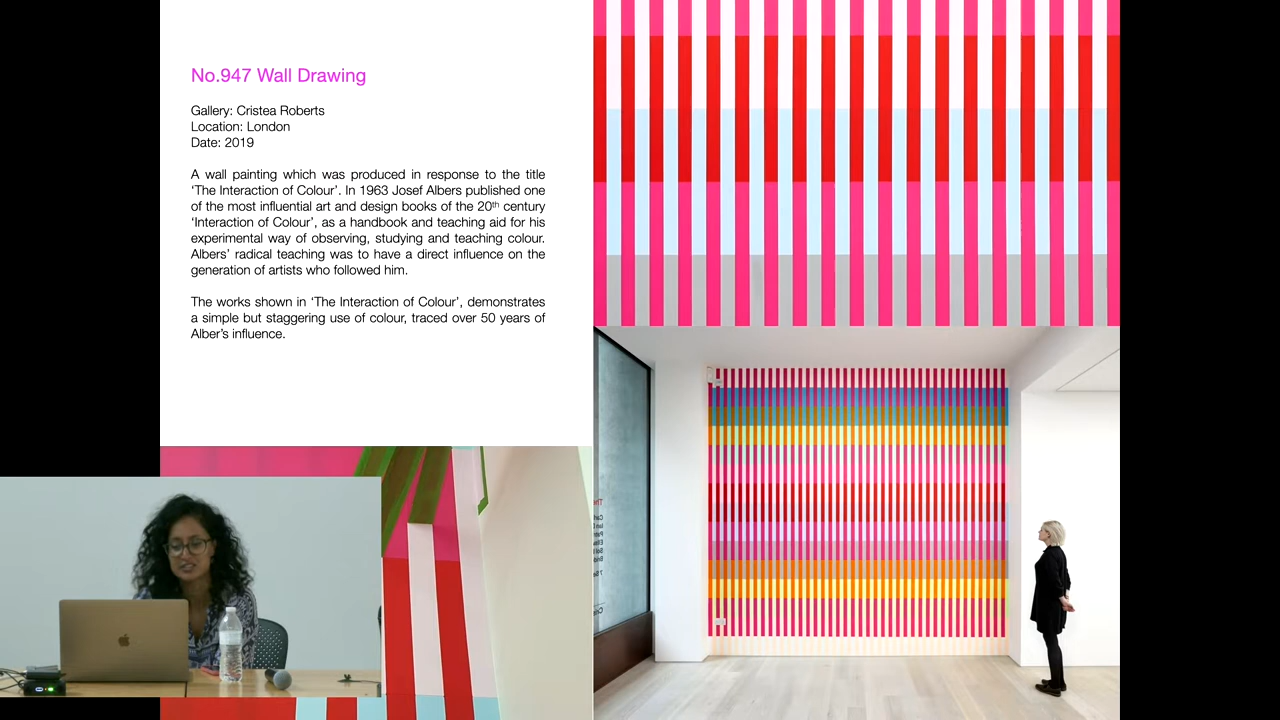 No.947 Wall Drawing
Gallery: Cristea Roberts
Location: London
Date: 2019
A wall painting which was produced in response to the title
‘The Interaction of Colour’. In 1963 Josef Albers published one
of the most influential art and design books of the 20th century
‘Interaction of Colour’, as a handbook and teaching aid for his
experimental way of observing, studying and teaching colour.
Albers’ radical teaching was to have a direct influence on the
generation of artists who followed him.
The works shown in ‘The Interaction of Colour’, demonstrates
a simple but staggering use of colour, traced over 50 years of
Alber’s influence.